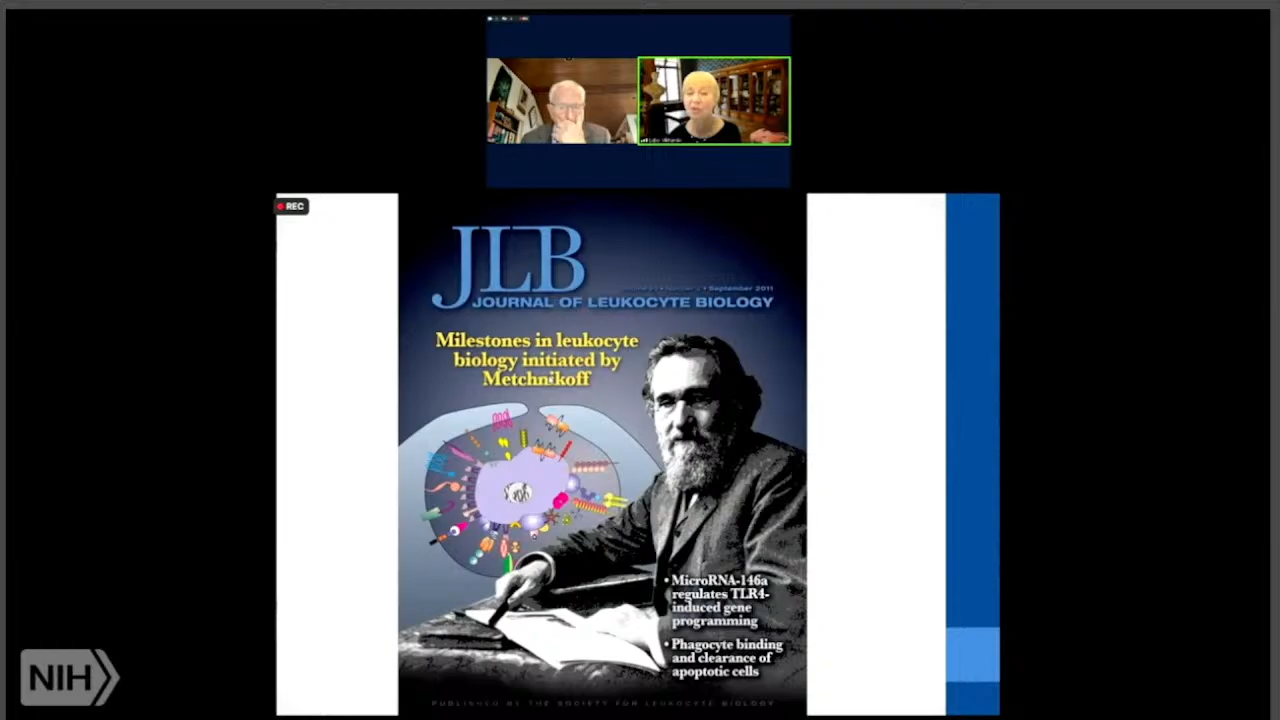 REC
JLB
September 2011
JOURNAL OF LEUKOCYTE BIOLOGY
Milestones in leukocyte
biology initiated by
Metchnikoff
• MicroRNA-146a
regulates TLR4-
induced gene
programming
• Phagocyte binding
and clearance of
apoptotic cells
PUBLISHED BY THE SOCIETY FOR LEUKOCYTE BIOLOGY
NIH